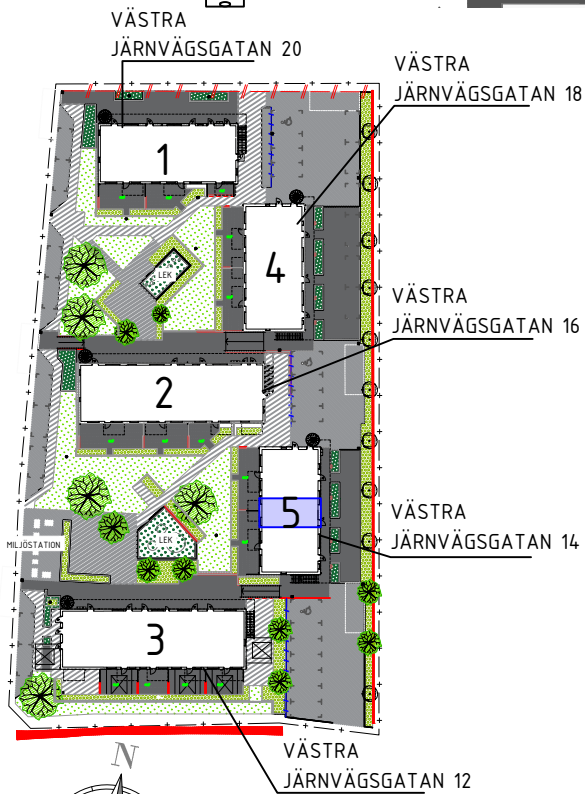 VÄSTRA
JÄRNVÄGSGATAN 20
VÄSTRA
JÄRNVÄGSGATAN 18
1
4
LEK
VÄSTRA
JÄRNVÄGSGATAN 16
2
5
VÄSTRA
JÄRNVÄGSGATAN 14
MILJÖSTATION
LEK
3
N
VÄSTRA
JÄRNVÄGSGATAN 12